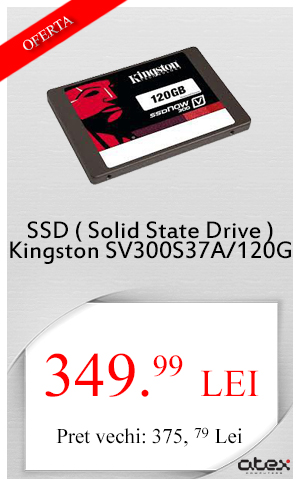 OFERTA
Kingston
120GB
SSDNOW V
300
SSD ( Solid State Drive )
Kingston SV300S37A/120G
349.99 LEI
Pret vechi: 375, 79 Lei
atex
COMPUTERS